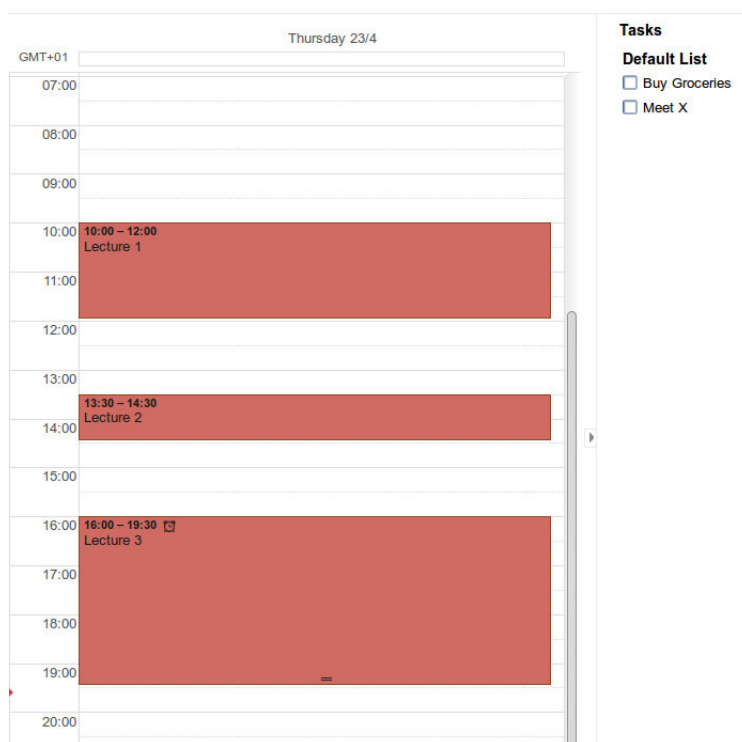 Thursday 23/4
GMT+01
07:00
08:00
09:00
10:00 10:00 – 12:00
Lecture 1
11:00
12:00
13:00
13:30 – 14:30
Lecture 2
14:00
15:00
16:00 16:00 – 19:30
Lecture 3
17:00
18:00
19:00
20:00
Tasks
Default List
Buy Groceries
Meet X